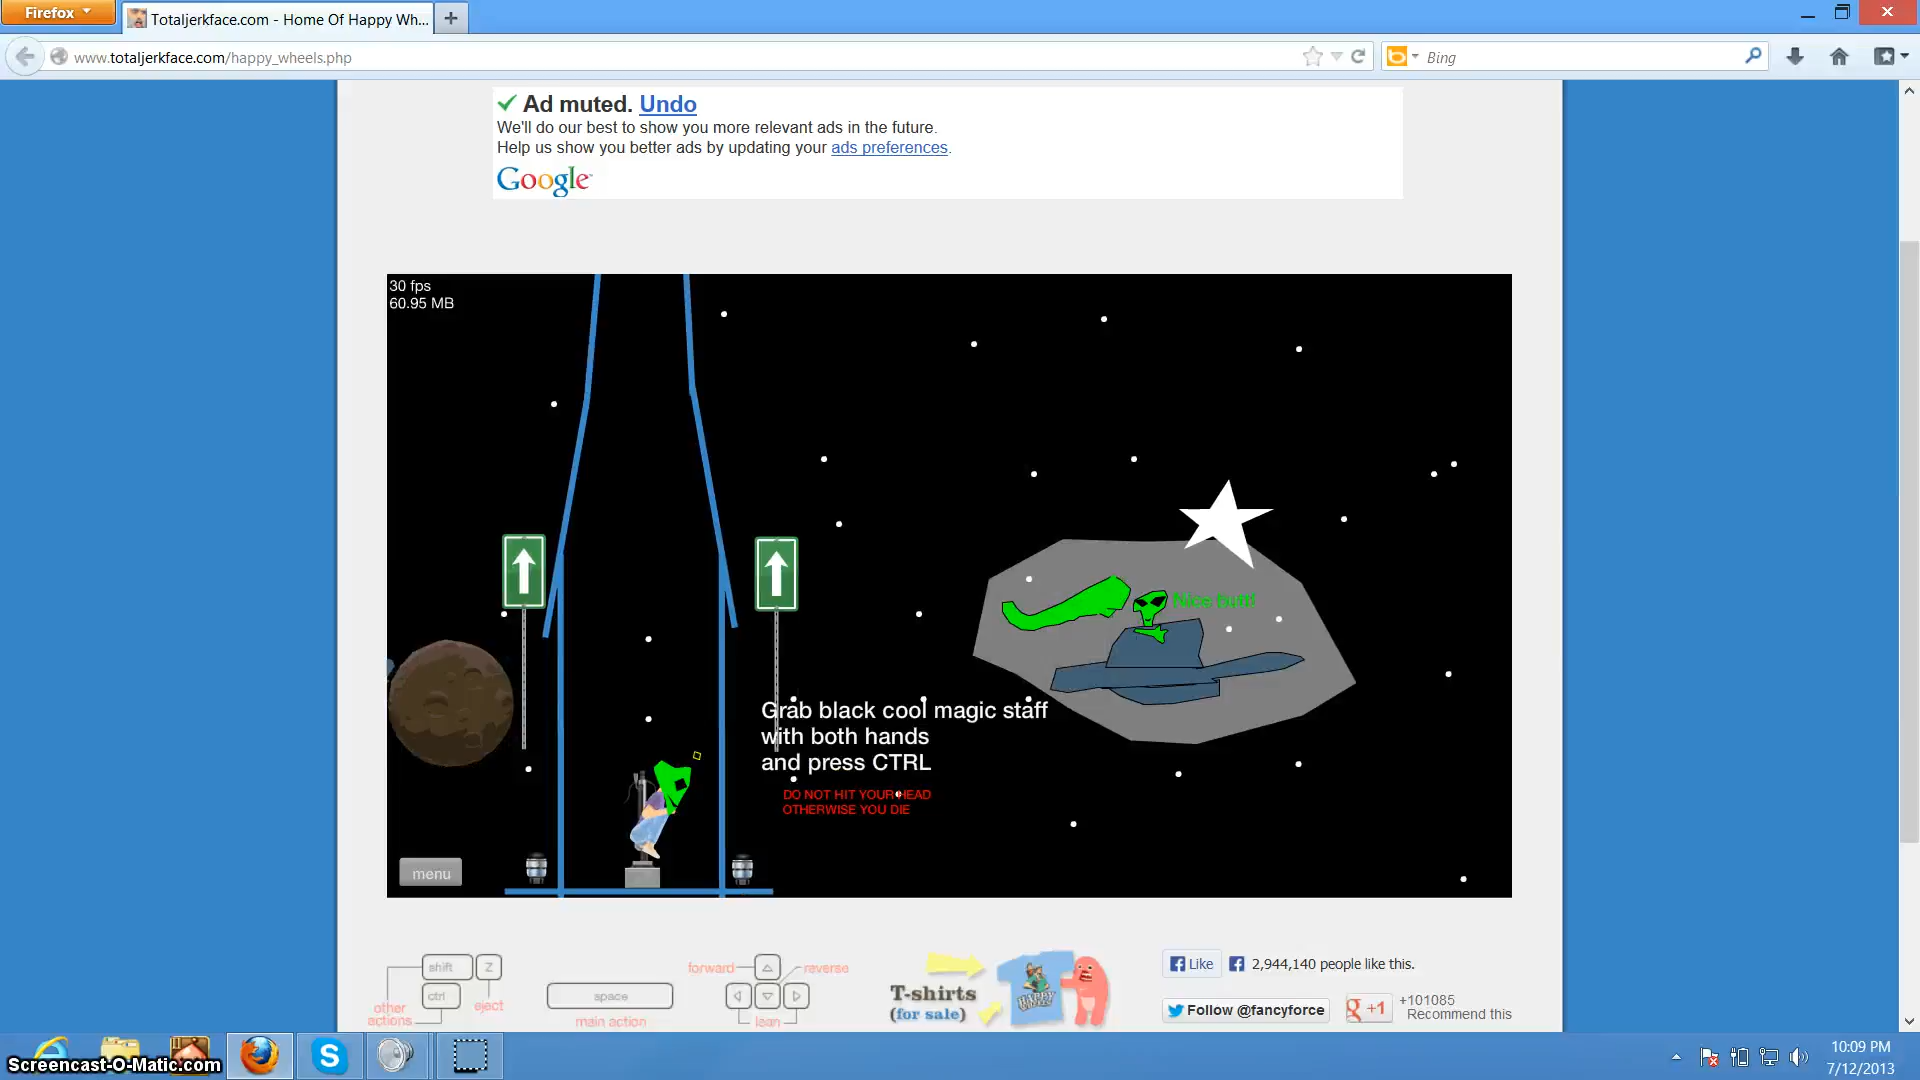 Firefox
Totaljerkface.com - Home Of Happy Wh...
www.totaljerkface.com/happy_wheels.php
Bing
Ad muted. Undo
We'll do our best to show you more relevant ads in the future.
Help us show you better ads by updating your ads preferences.
Google
30 fps
60.95 MB
Nice butt!
Grab black cool magic staff
with both hands
and press CTRL
DO NOT HIT YOUR HEAD
OTHERWISE YOU DIE
menu
shift
Z
ctrl
eject
other
actions
space
main action
forward
reverse
lean
T-shirts
(for sale)
HAPPY WHEELS
Like
2,944,140 people like this.
Follow @fancyforce
g +1
+101085
Recommend this
Screencast-O-Matic.com
10:09 PM
7/12/2013